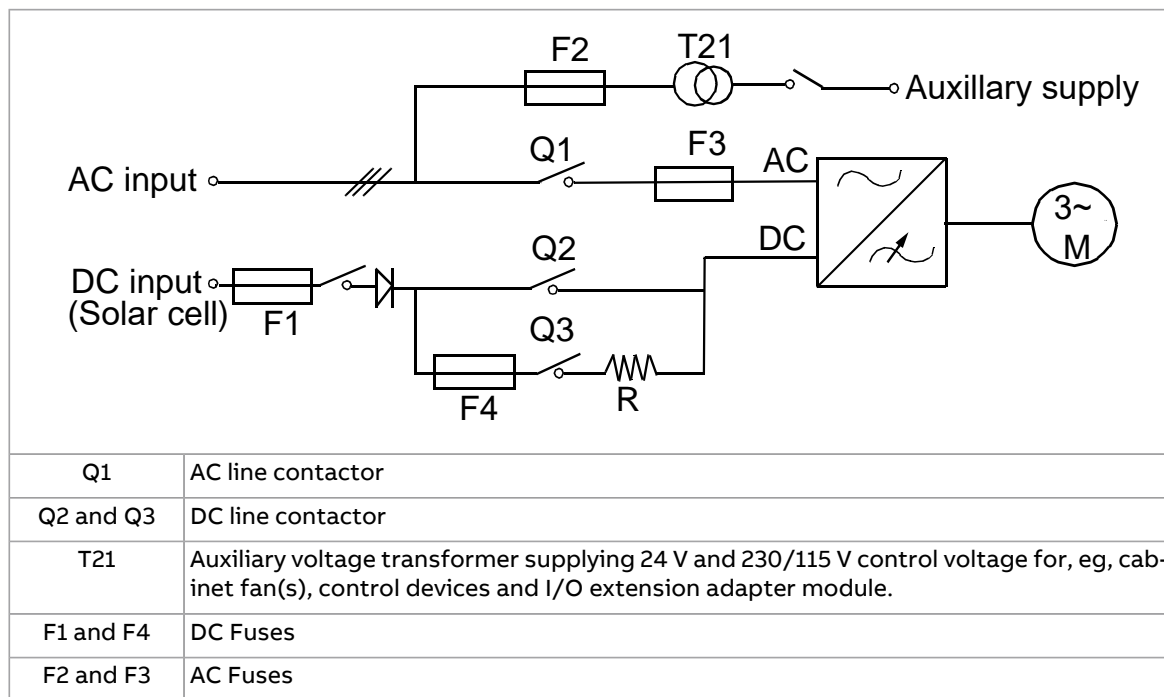 F2
T21
Auxillary supply
Q1
F3
AC
AC input
3~
M
DC
Q2
DC input
(Solar cell)
F1
Q3
F4
R
Q1 AC line contactor
Q2 and Q3 DC line contactor
T21 Auxiliary voltage transformer supplying 24 V and 230/115 V control voltage for, eg, cab-
inet fan(s), control devices and I/O extension adapter module.
F1 and F4 DC Fuses
F2 and F3 AC Fuses